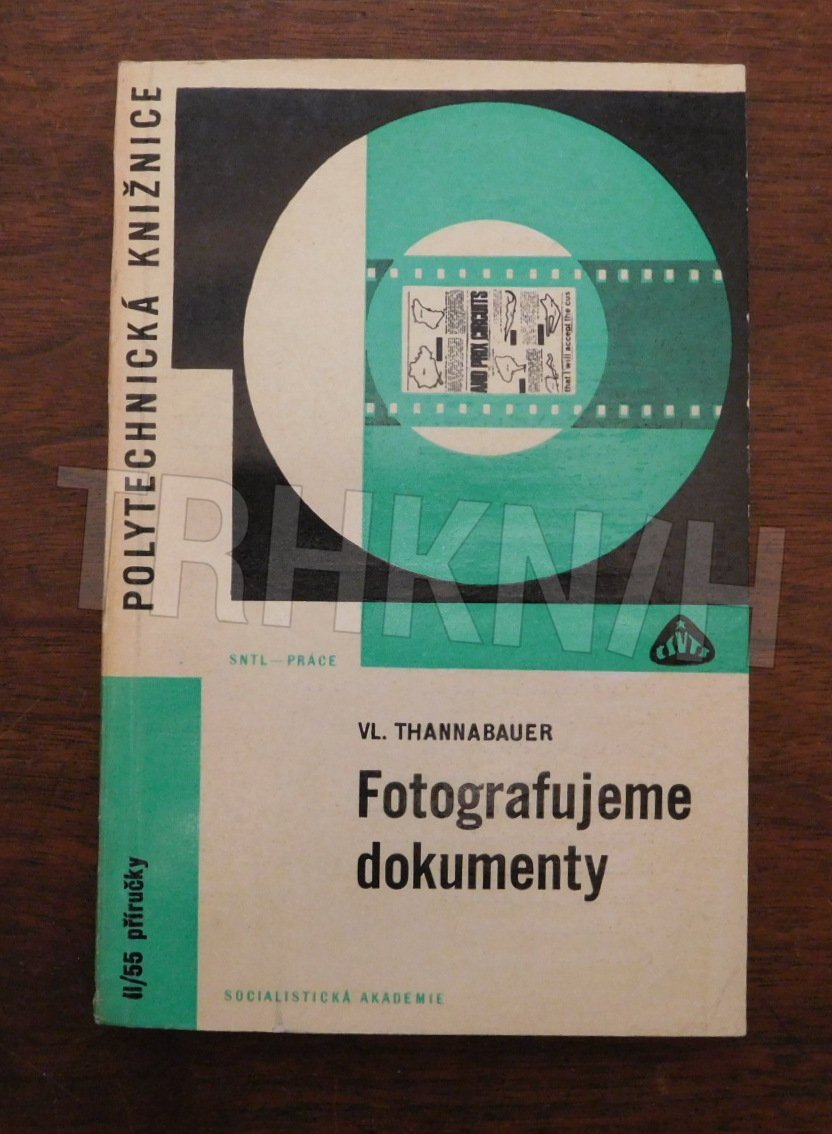 POLYTECHNICKÁ KNIŽNICE
AND PRIX CIRCUITS
that I will accept the cus
TRHKNIH
SNTL—PRÁCE
ČSVTS
VL. THANNABAUER
Fotografujeme
dokumenty
II/55 příručky
SOCIALISTICKÁ AKADEMIE